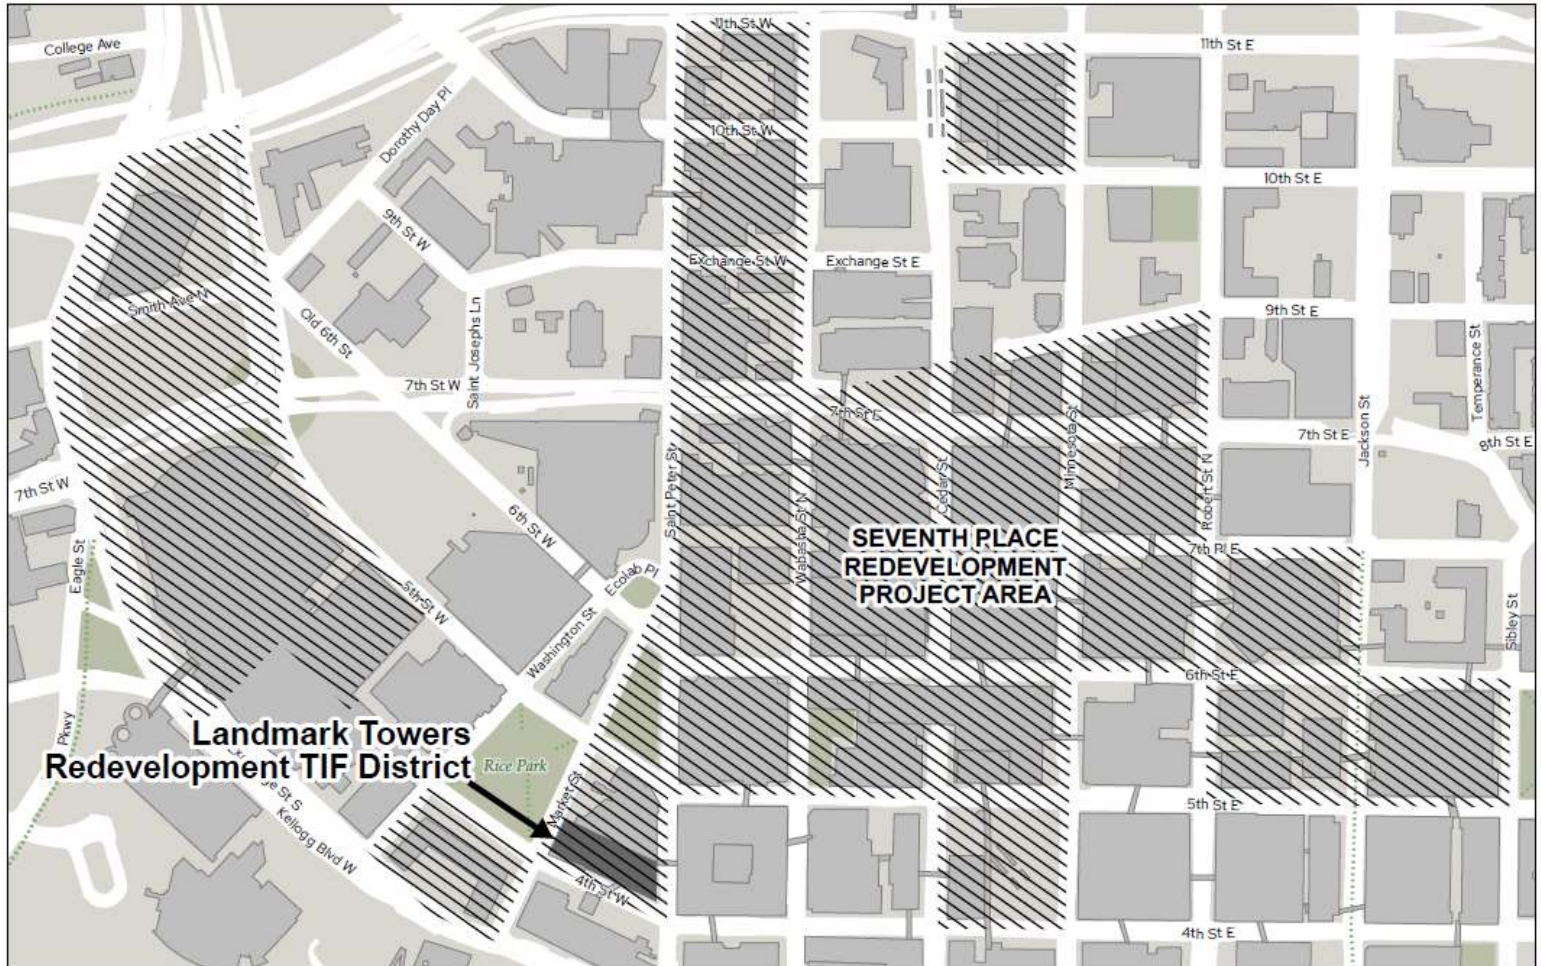 11th St W
College Ave
11th St E
Dorothy Day Pl
10th St W
10th St E
9th St W
Exchange St W
Exchange St E
Smith Ave N
Old 6th St
Saint Josephs Ln
9th St E
Temperance St
7th St W
7th St E
Minnesota St
Jackson St
7th St E
8th St E
Saint Peter St
Cedar St
Robert St N
7th St W
Wabasha St N
6th St W
SEVENTH PLACE
REDEVELOPMENT
PROJECT AREA
7th Pl E
Eagle St
5th St W
Ecolab Pl
Washington St
Sibley St
6th St E
Pkwy
Landmark Towers
Redevelopment TIF District
Rice Park
Market St
5th St E
Kellogg Blvd W
4th St W
4th St E